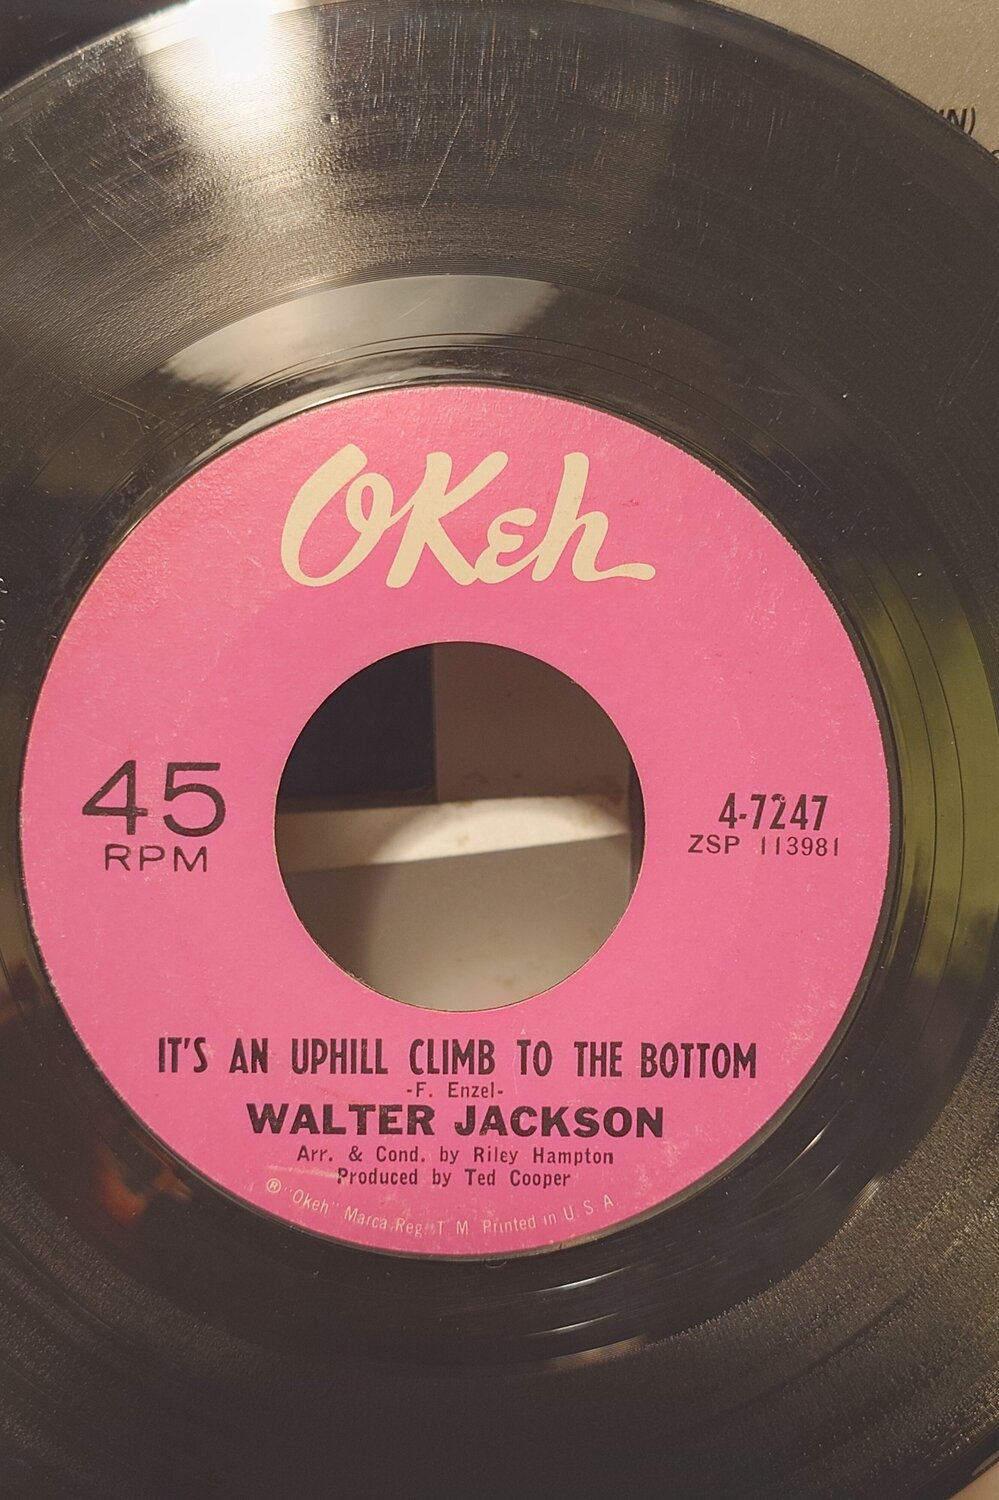 IN)
OKeh
45
RPM
4-7247
ZSP 113981
IT'S AN UPHILL CLIMB TO THE BOTTOM
-F. Enzel-
WALTER JACKSON
Arr. & Cond. by Riley Hampton
Produced by Ted Cooper
® "Okeh" Marca Reg. T M Printed in U. S. A.